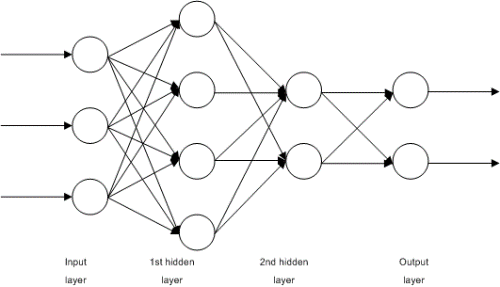 Input
layer
1st hidden
layer
2nd hidden
layer
Output
layer